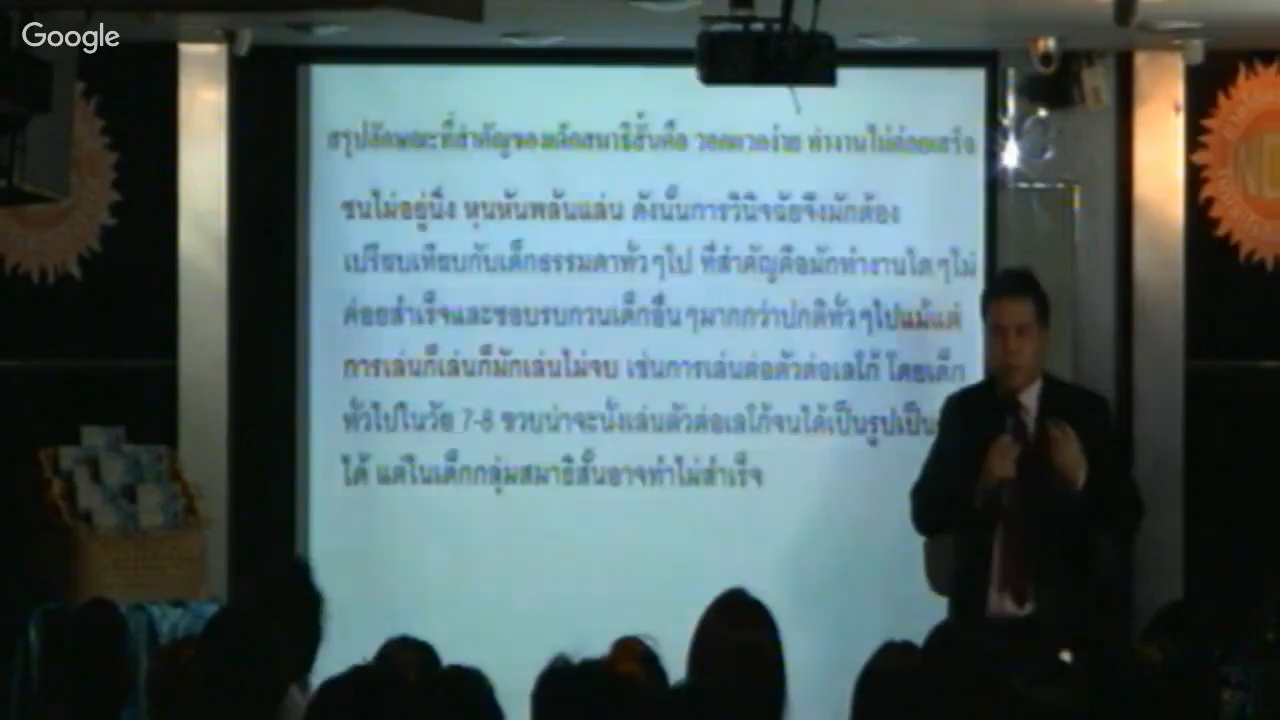 Google
สรุปลักษณะที่สำคัญของเด็กสมาธิสั้นคือ วอกแวกง่าย ทำงานไม่ค่อยเสร็จ
ซนไม่อยู่นิ่ง หุนหันพลันแล่น ดังนั้นการวินิจฉัยจึงมักต้อง
เปรียบเทียบกับเด็กธรรมดาทั่วๆไป ที่สำคัญคือมักทำงานใดๆไม่
ค่อยสำเร็จและชอบรบกวนเด็กอื่นๆมากกว่าปกติทั่วๆไปแม้แต่
การเล่นก็เล่นก็มักเล่นไม่จบ เช่นการเล่นต่อตัวต่อเลโก้ โดยเด็ก
ทั่วไปในวัย 7-8 ขวบน่าจะนั่งเล่นตัวต่อเลโก้จนได้เป็นรูปเป็น
ได้ แต่ในเด็กกลุ่มสมาธิสั้นอาจทำไม่สำเร็จ